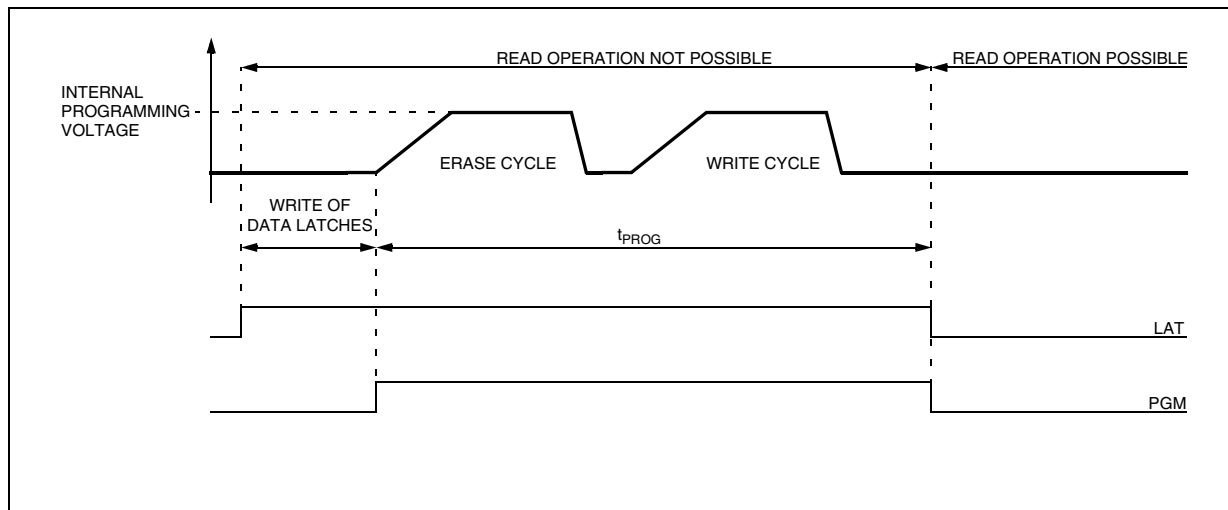 READ OPERATION NOT POSSIBLE
READ OPERATION POSSIBLE
INTERNAL
PROGRAMMING
VOLTAGE
ERASE CYCLE
WRITE CYCLE
WRITE OF
DATA LATCHES
tPROG
LAT
PGM